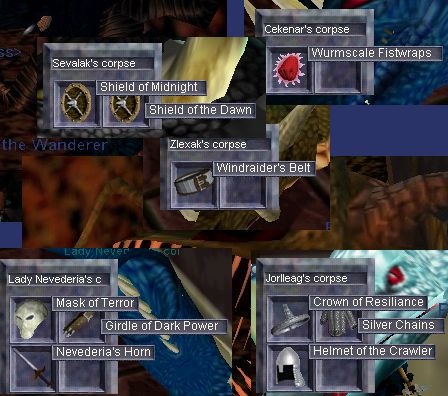 Cekenar's corpse
Wurmscale Fistwraps
Sevalak's corpse
Shield of Midnight
Shield of the Dawn
the Wanderer
Zlexak's corpse
Windraider's Belt
Lady Nevederia's c
Mask of Terror
Girdle of Dark Power
Nevederia's Horn
Jorlleag's corpse
Crown of Resiliance
Silver Chains
Helmet of the Crawler